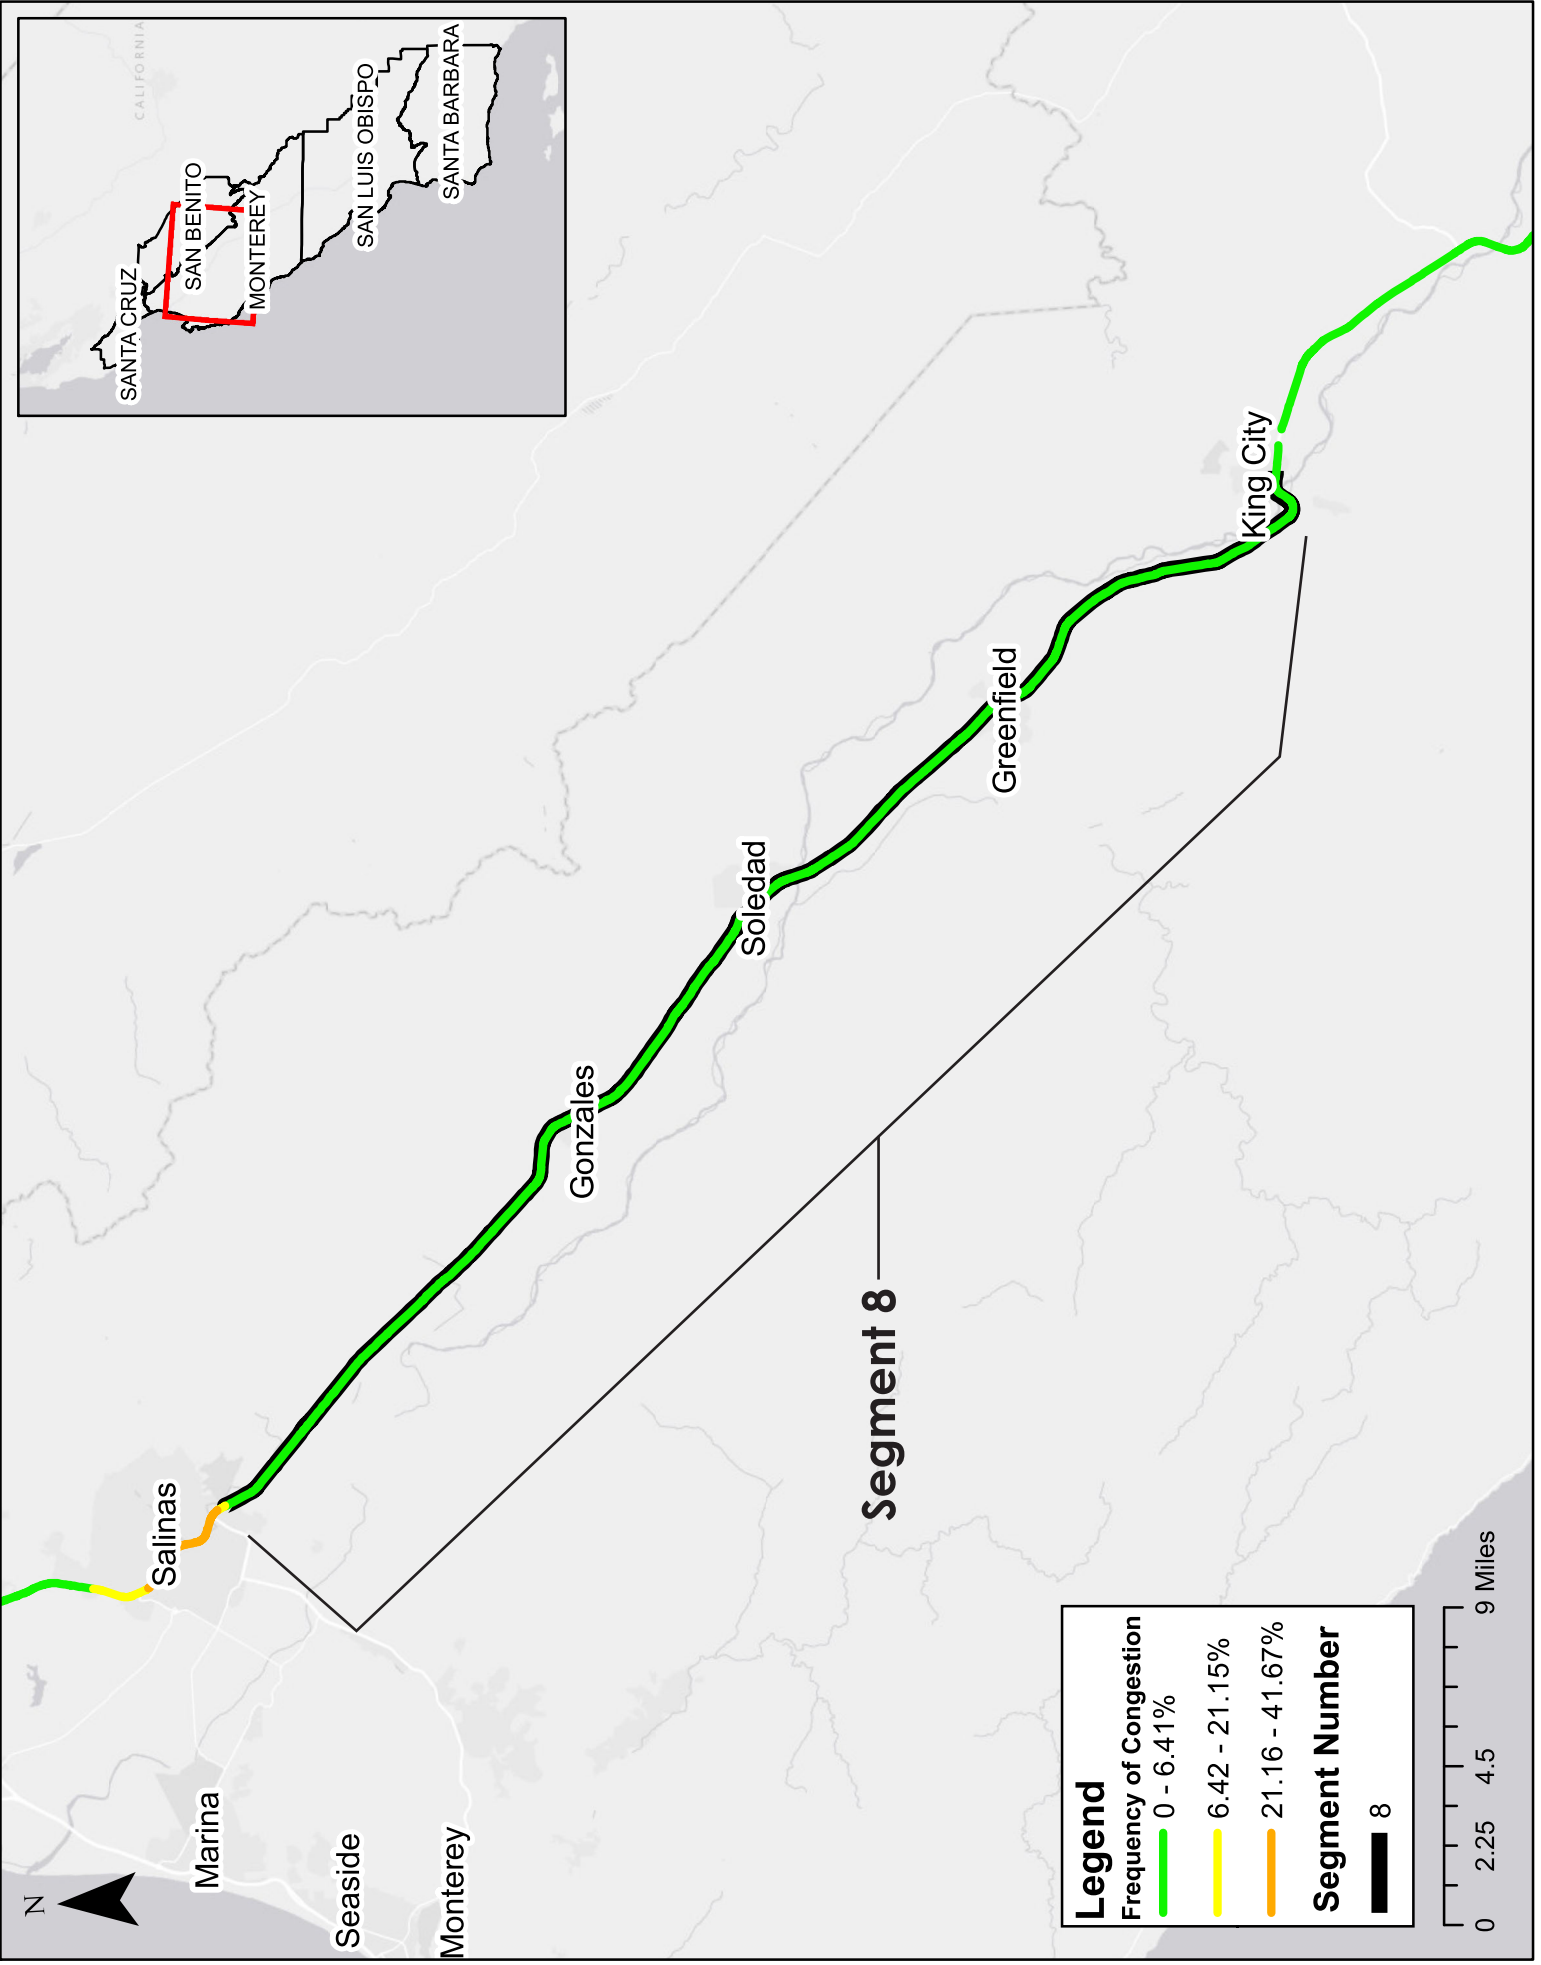 N
CALIFORNIA
SANTA CRUZ
SAN BENITO
MONTEREY
SAN LUIS OBISPO
SANTA BARBARA
Salinas
Marina
Seaside
Monterey
Gonzales
Soledad
Greenfield
King City
Segment 8
Legend
Frequency of Congestion
0 - 6.41%
6.42 - 21.15%
21.16 - 41.67%
Segment Number
8
0 2.25 4.5 9 Miles